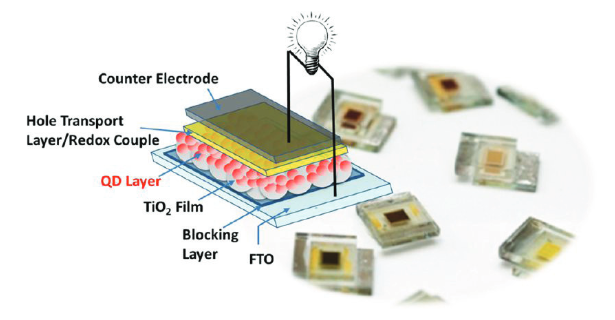 Counter Electrode
Hole Transport
Layer/Redox Couple
QD Layer
TiO₂ Film
Blocking
Layer
FTO